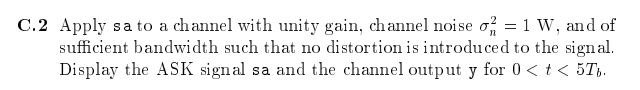 C.2 Apply sa to a channel with unity gain, channel noise σ²ₙ = 1 W, and of
sufficient bandwidth such that no distortion is introduced to the signal.
Display the ASK signal sa and the channel output y for 0 < t < 5T_b.